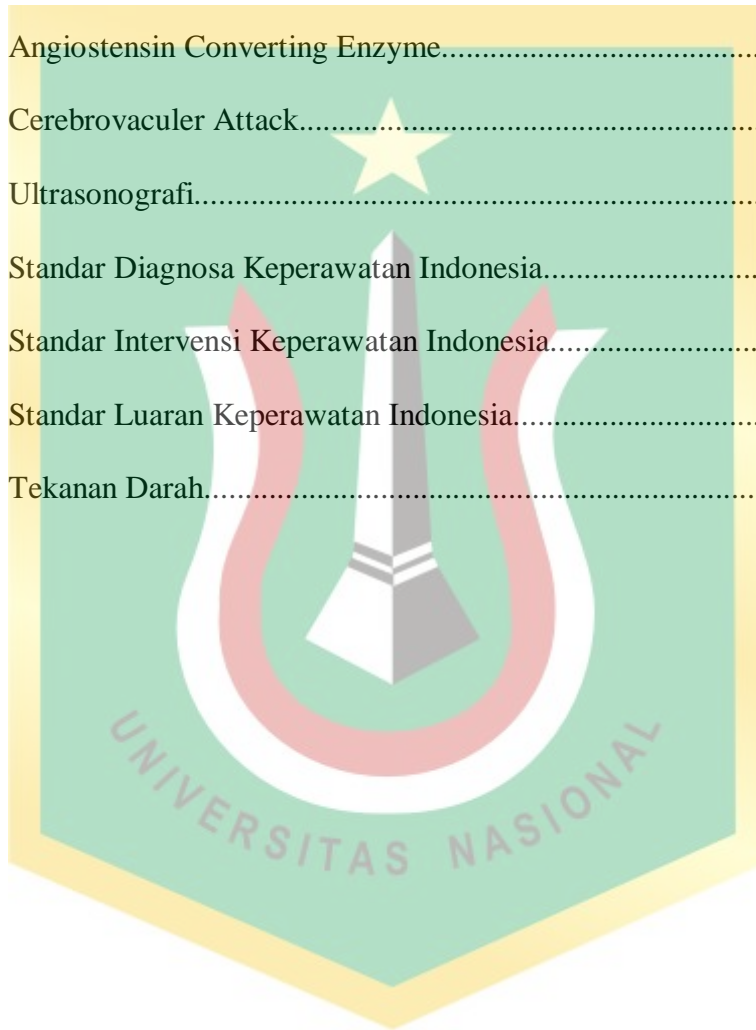 Angiostensin Converting Enzyme.......................................
Cerebrovaculer Attack........................................................
Ultrasonografi.....................................................................
Standar Diagnosa Keperawatan Indonesia..........................
Standar Intervensi Keperawatan Indonesia.........................
Standar Luaran Keperawatan Indonesia..............................
Tekanan Darah....................................................................
UNIVERSITAS NASIONAL